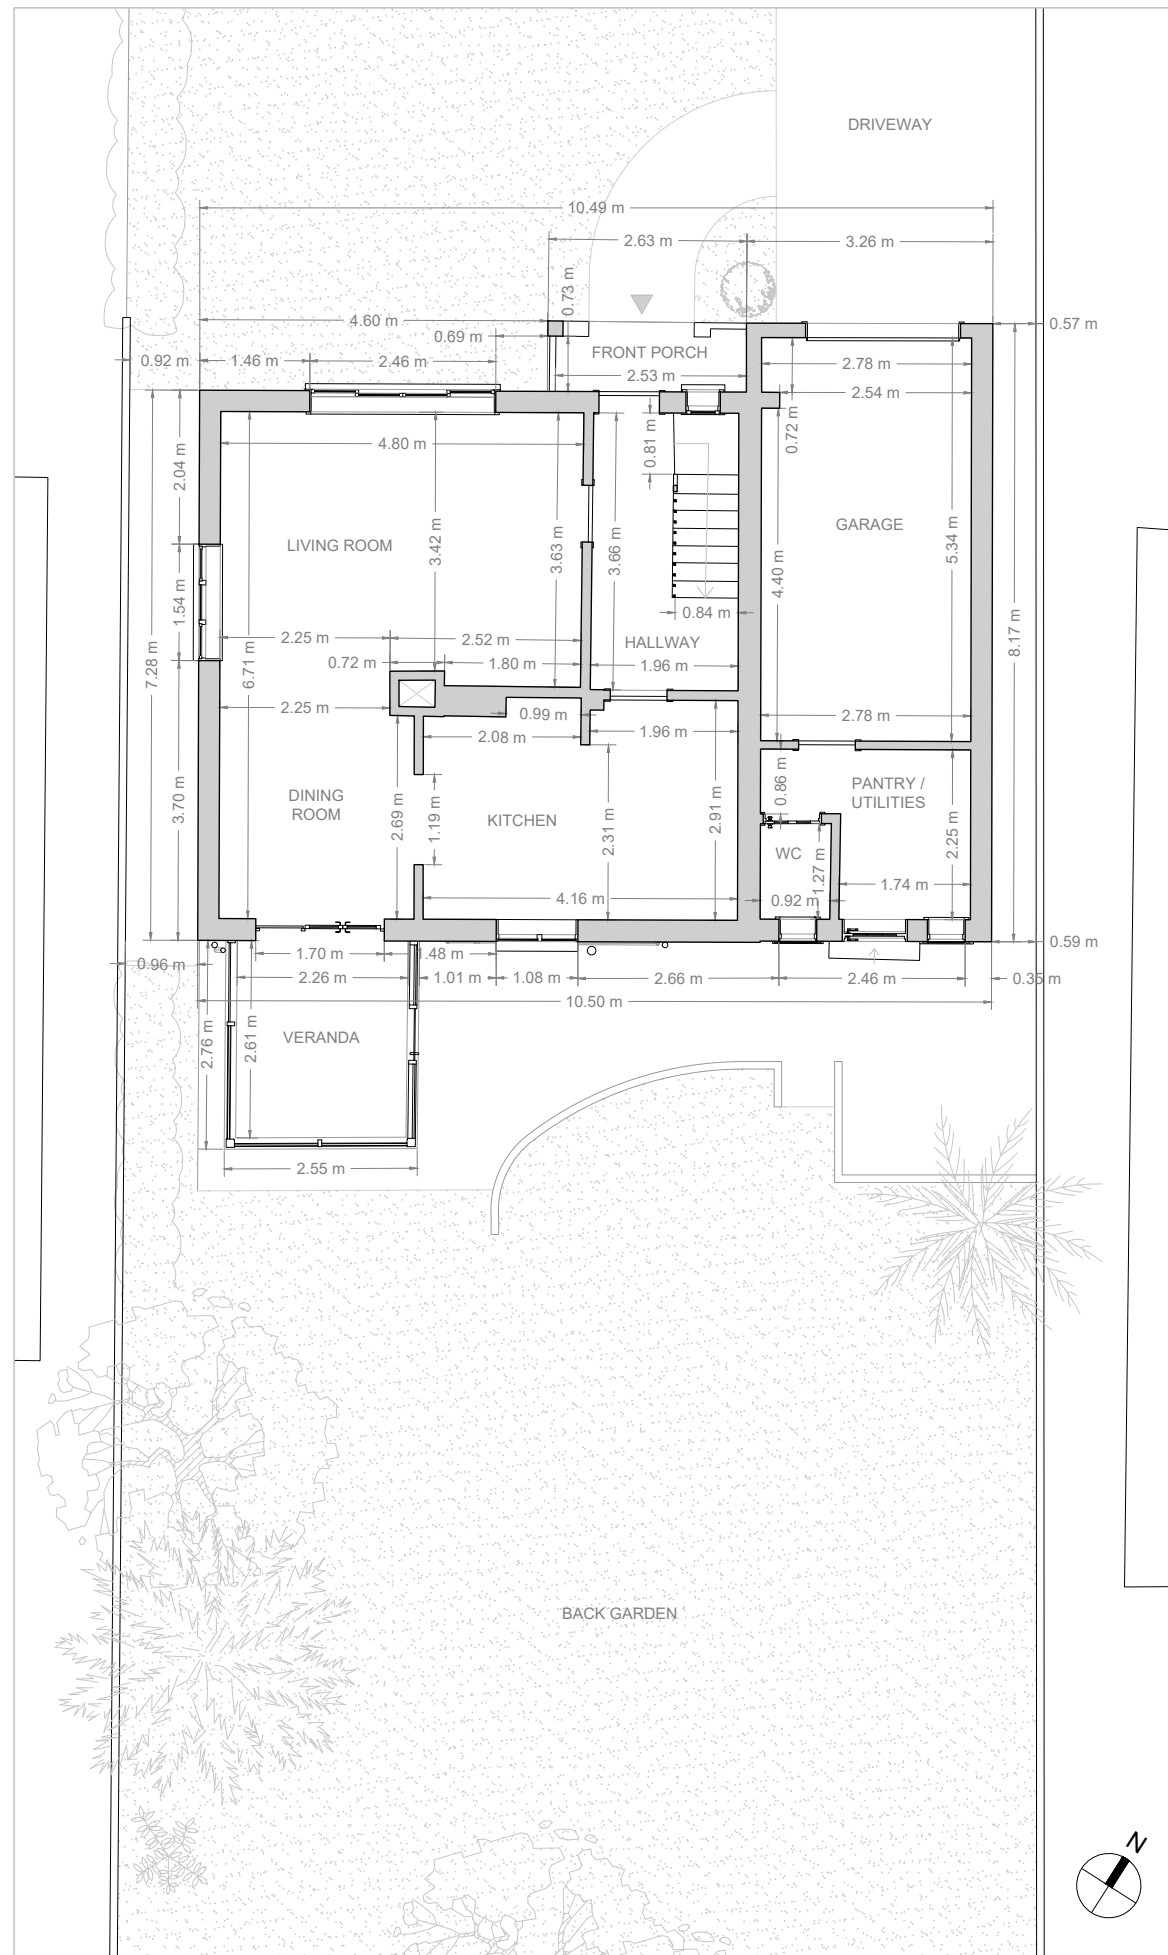 DRIVEWAY
10.49 m
2.63 m
3.26 m
0.73 m
4.60 m
0.69 m
0.57 m
FRONT PORCH
0.92 m
1.46 m
2.46 m
2.53 m
2.78 m
2.54 m
0.72 m
0.81 m
4.80 m
2.04 m
LIVING ROOM
3.42 m
3.63 m
3.66 m
GARAGE
5.34 m
4.40 m
1.54 m
0.84 m
7.28 m
2.25 m
2.52 m
HALLWAY
8.17 m
6.71 m
0.72 m
1.80 m
1.96 m
2.25 m
0.99 m
2.78 m
2.08 m
1.96 m
3.70 m
DINING
ROOM
2.69 m
1.19 m
KITCHEN
2.31 m
2.91 m
0.86 m
PANTRY /
UTILITIES
2.25 m
WC
1.27 m
1.74 m
4.16 m
0.92 m
0.59 m
1.70 m
1.48 m
0.96 m
2.26 m
1.01 m
1.08 m
2.66 m
2.46 m
0.35 m
10.50 m
2.76 m
2.61 m
VERANDA
2.55 m
BACK GARDEN
N